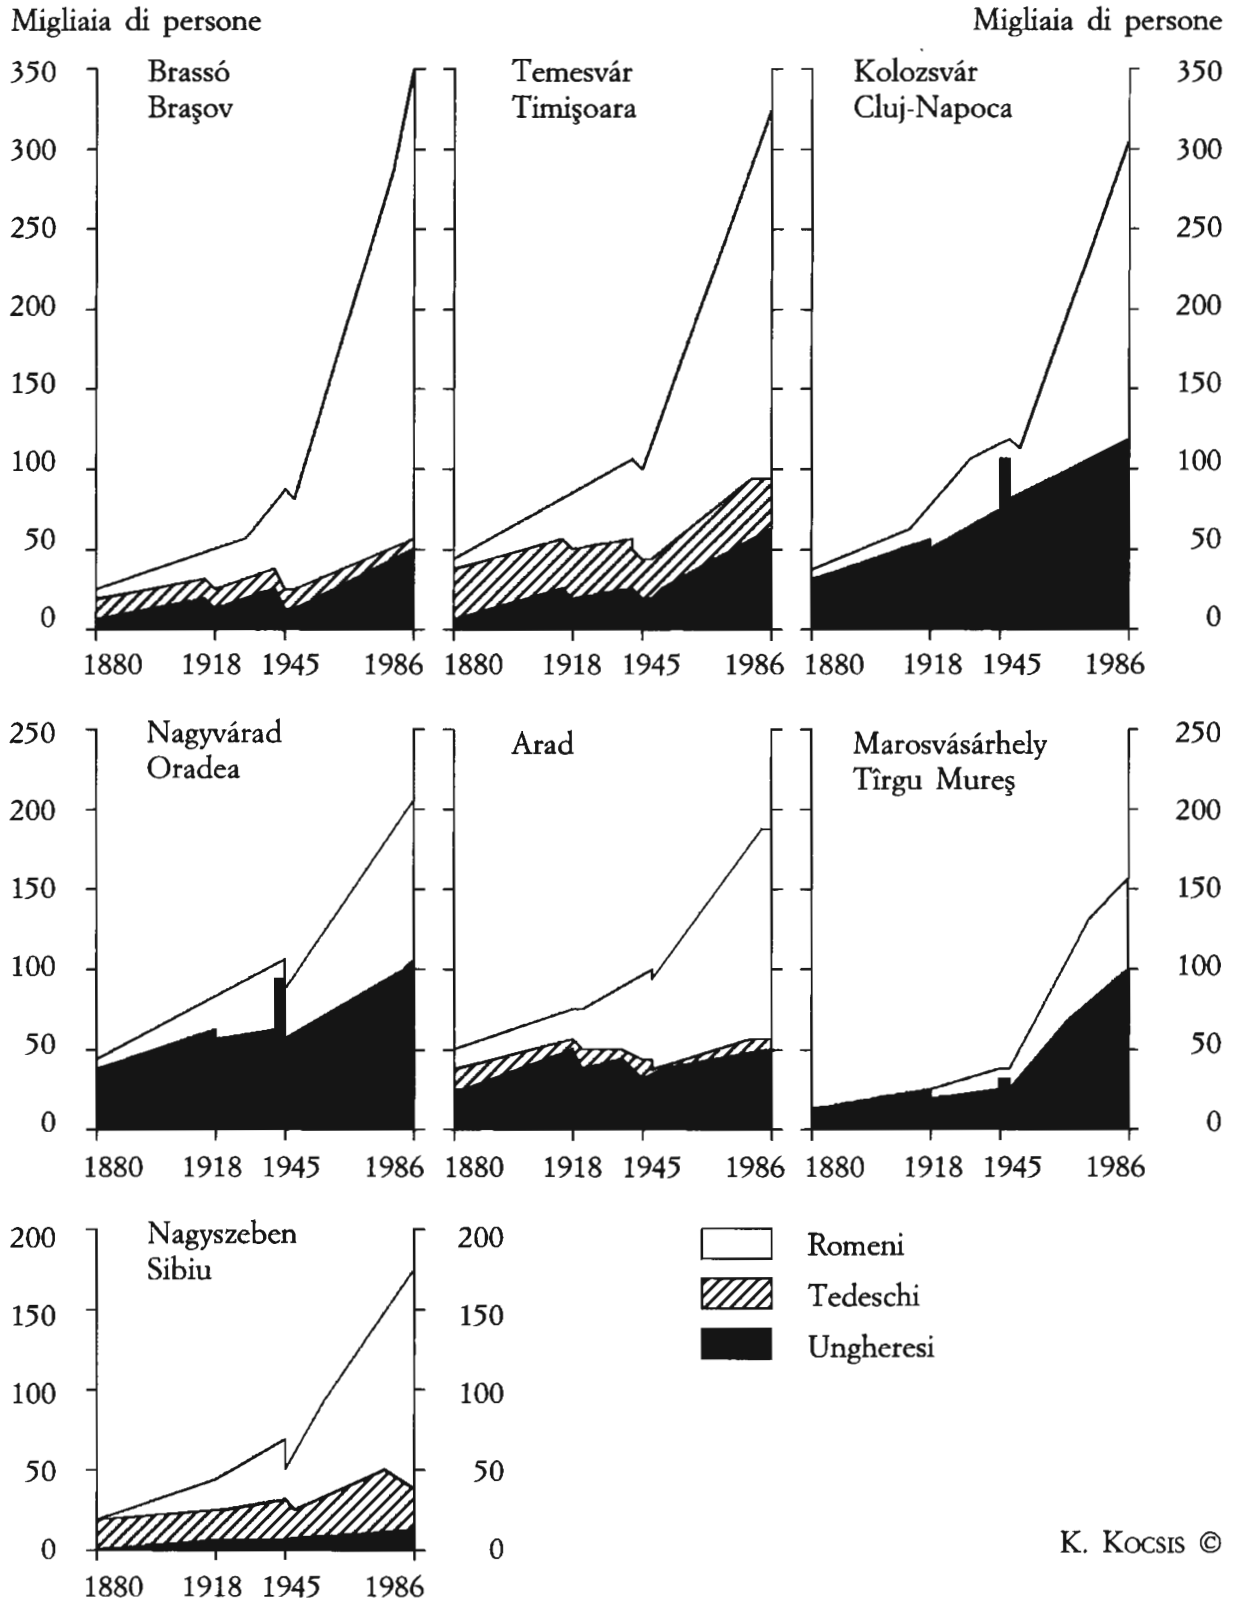 Migliaia di persone
Migliaia di persone
350
300
250
200
150
100
50
0
Brassó
Braşov
1880 1918 1945 1986
Temesvár
Timişoara
1880 1918 1945 1986
Kolozsvár
Cluj-Napoca
1880 1918 1945 1986
350
300
250
200
150
100
50
0
250
200
150
100
50
0
Nagyvárad
Oradea
1880 1918 1945 1986
Arad
1880 1918 1945 1986
Marosvásárhely
Tîrgu Mureş
1880 1918 1945 1986
250
200
150
100
50
0
200
150
100
50
0
Nagyszeben
Sibiu
1880 1918 1945 1986
200
150
100
50
0
Romeni
Tedeschi
Ungheresi
K. Kocsis ©